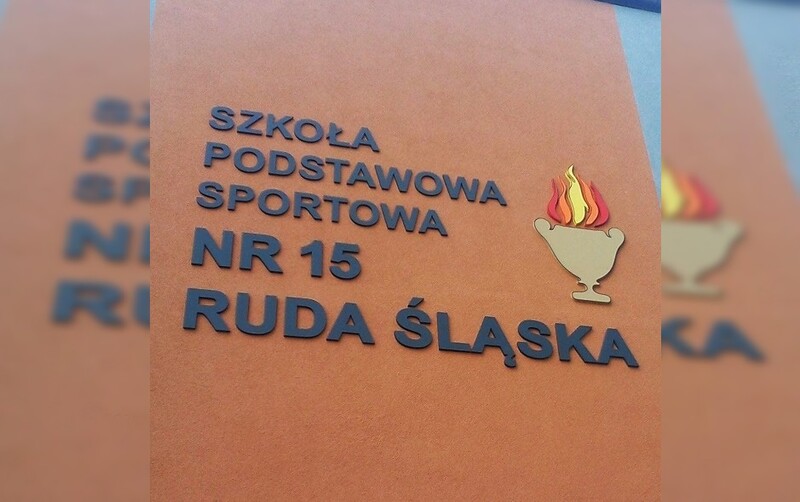 SZKOŁA
PODSTAWOWA
SPORTOWA
NR 15
RUDA ŚLĄSKA